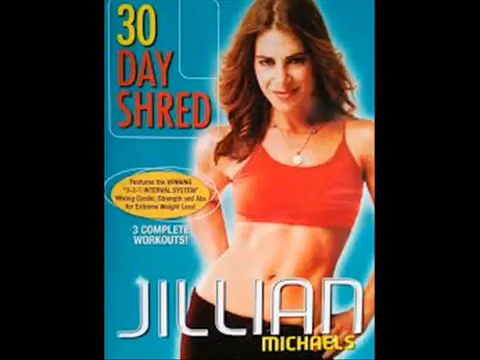 30
DAY
SHRED
Features the WINNING
"3-2-1 INTERVAL SYSTEM"
Mixing Cardio, Strength and Abs
for Extreme Weight Loss!
3 COMPLETE
WORKOUTS!
JILLIAN
MICHAELS